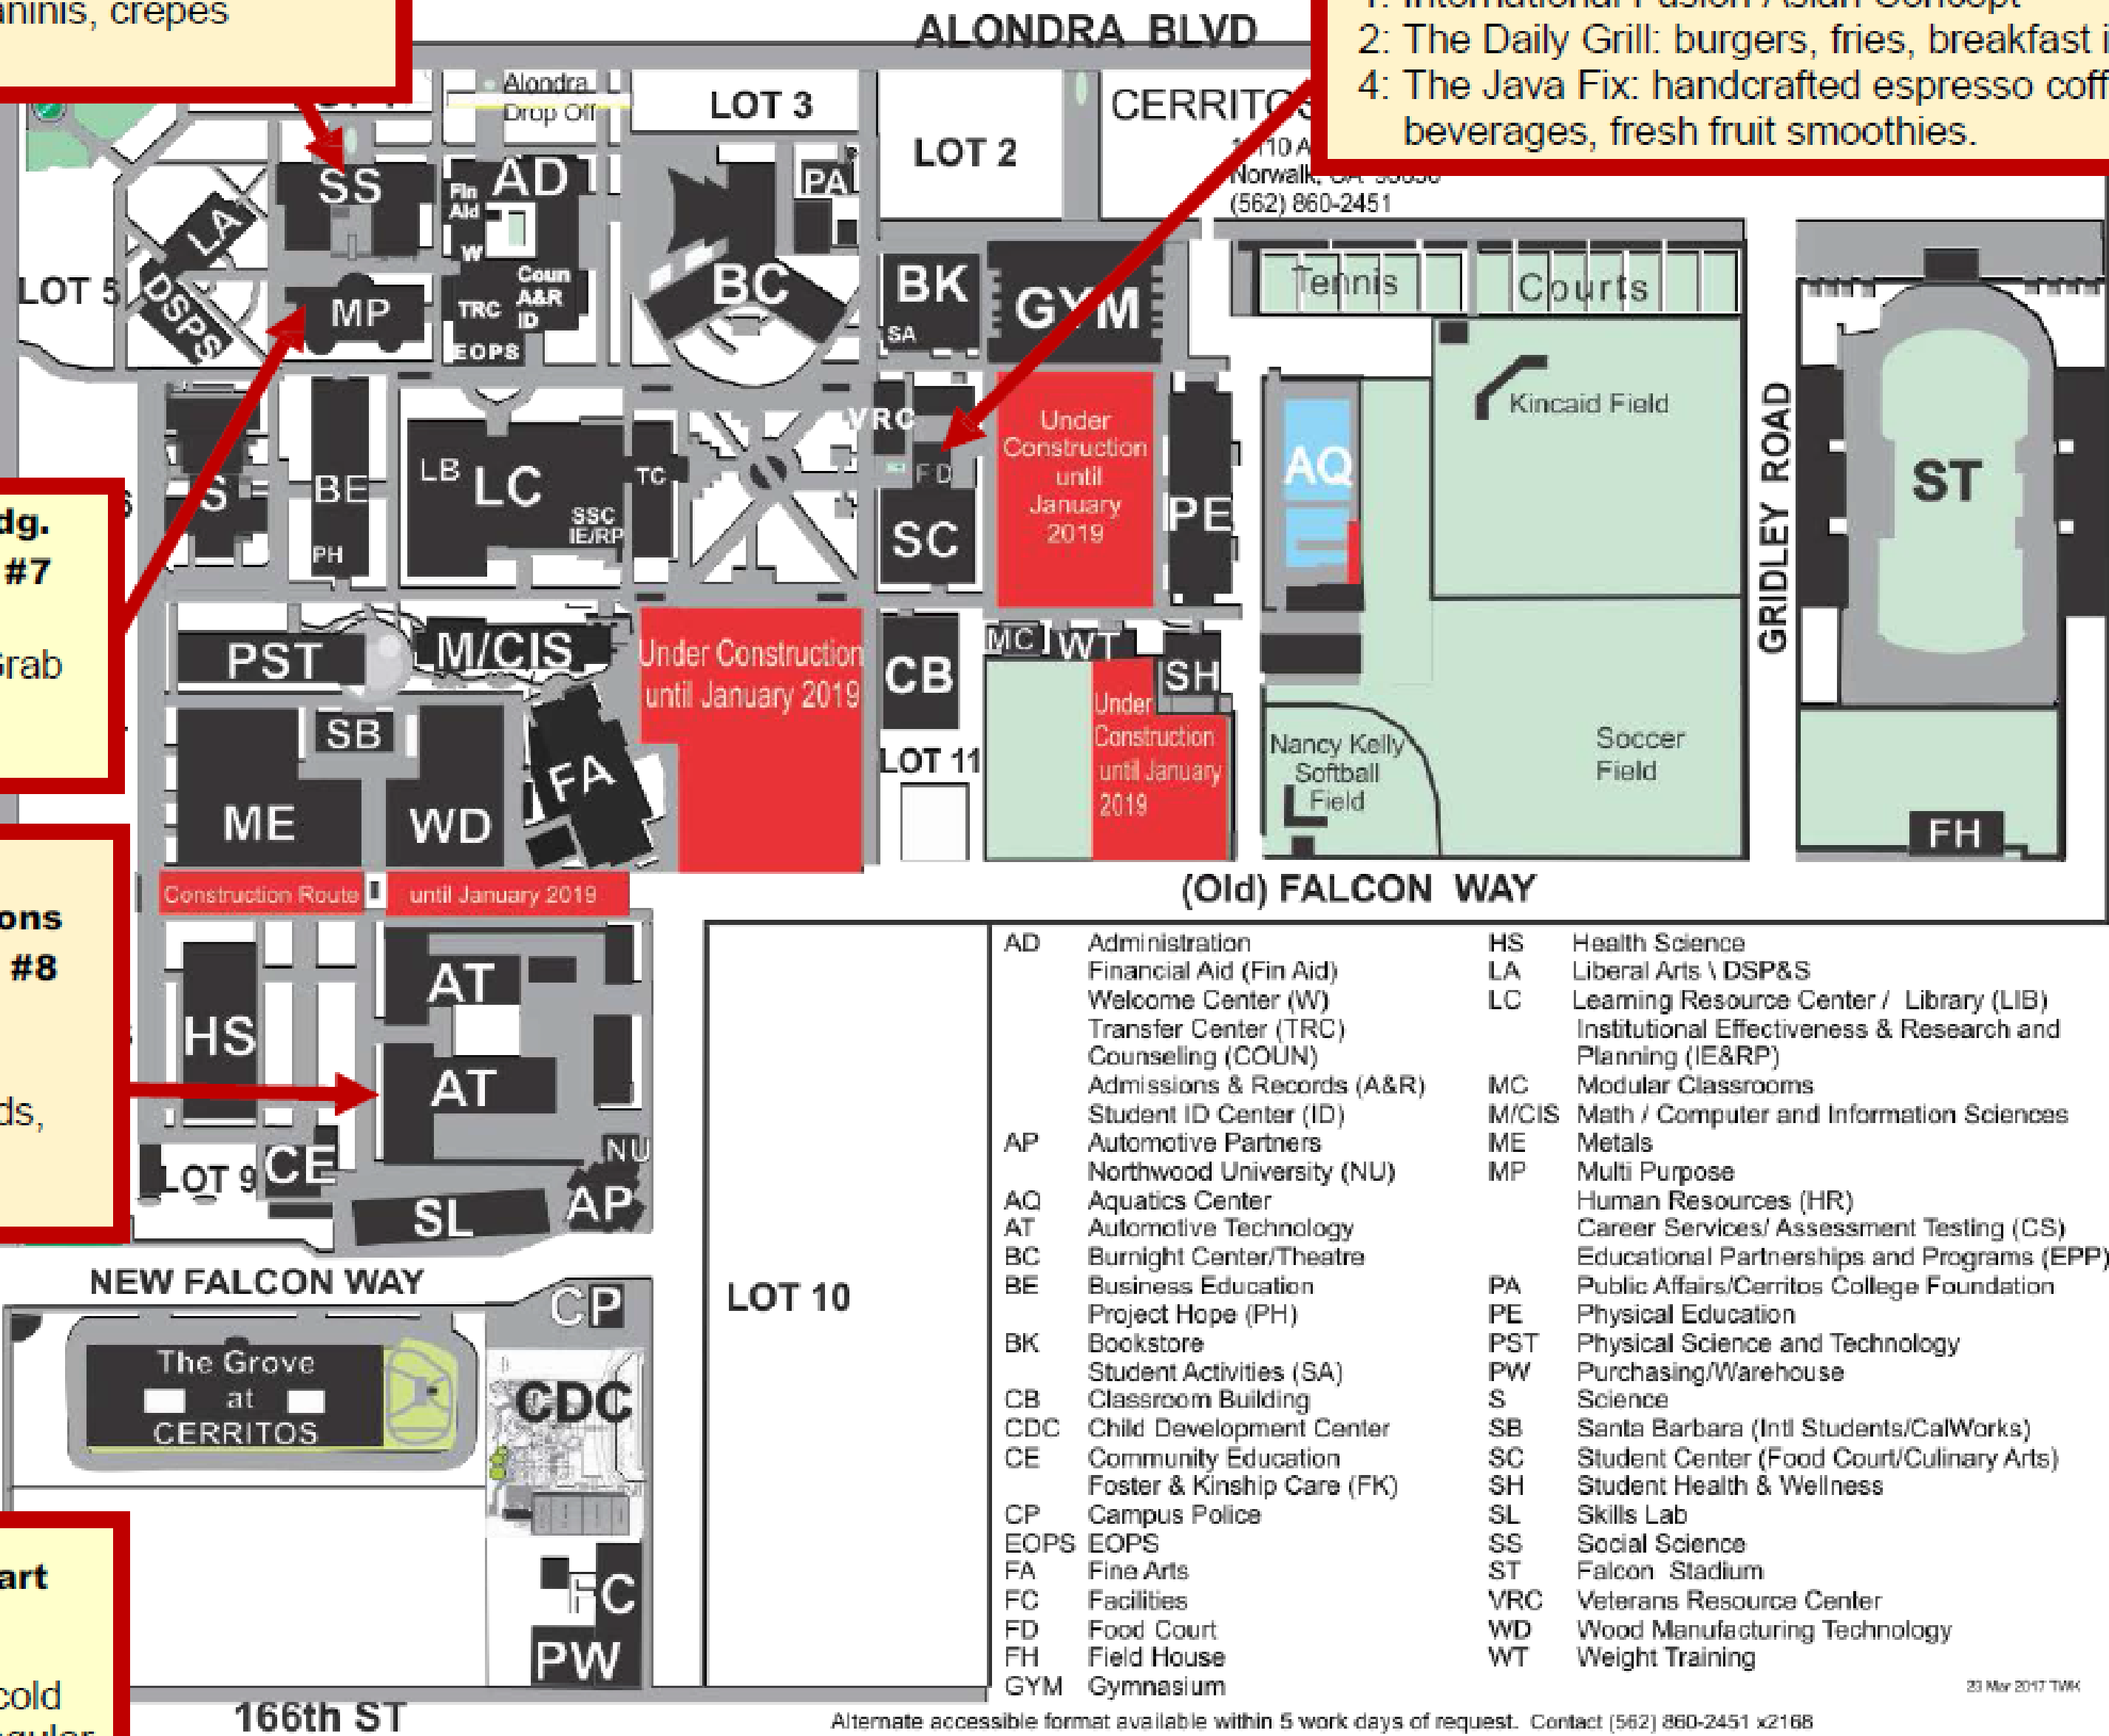 aninis, crepes
ALONDRA BLVD
2: The Daily Grill: burgers, fries, breakfast
4: The Java Fix: handcrafted espresso
beverages, fresh fruit smoothies.
Alondra
Drop Off
LOT 3
LOT 2
CERRITOS
Norwalk,
(562) 860-2451
SS
Fin
Aid
AD
PA
LA
W
LOT 5
DSPS
MP
TRC
Coun
A&R
ID
EOPS
BC
BK
SA
GYM
Tennis Courts
Kincaid Field
GRIDLEY ROAD
ST
VRC
FD
SC
Under
Construction
until
January
2019
PE
AQ
S
BE
PH
LB
LC
SSC
IE/RP
TC
dg.
#7
Grab
PST
M/CIS
Under Construction
until January 2019
CB
MC
WT
SH
Under
Construction
until January
2019
SB
ME
WD
FA
LOT 11
Nancy Kelly
Softball
Field
Soccer
Field
FH
Construction Route
until January 2019
(Old) FALCON WAY
ons
#8
ds,
HS
AT
AT
NU
LOT 9
CE
SL
AP
NEW FALCON WAY
CP
LOT 10
The Grove
at
CERRITOS
CDC
art
cold
FC
PW
166th ST
AD Administration
Financial Aid (Fin Aid)
Welcome Center (W)
Transfer Center (TRC)
Counseling (COUN)
Admissions & Records (A&R)
Student ID Center (ID)
AP Automotive Partners
Northwood University (NU)
AQ Aquatics Center
AT Automotive Technology
BC Burnight Center/Theatre
BE Business Education
Project Hope (PH)
BK Bookstore
Student Activities (SA)
CB Classroom Building
CDC Child Development Center
CE Community Education
Foster & Kinship Care (FK)
CP Campus Police
EOPS EOPS
FA Fine Arts
FC Facilities
FD Food Court
FH Field House
GYM Gymnasium
HS Health Science
LA Liberal Arts \ DSP&S
LC Learning Resource Center / Library (LIB)
Institutional Effectiveness & Research and
Planning (IE&RP)
MC Modular Classrooms
M/CIS Math / Computer and Information Sciences
ME Metals
MP Multi Purpose
Human Resources (HR)
Career Services/ Assessment Testing (CS)
Educational Partnerships and Programs (EPP)
PA Public Affairs/Cerritos College Foundation
PE Physical Education
PST Physical Science and Technology
PW Purchasing/Warehouse
S Science
SB Santa Barbara (Intl Students/CalWorks)
SC Student Center (Food Court/Culinary Arts)
SH Student Health & Wellness
SL Skills Lab
SS Social Science
ST Falcon Stadium
VRC Veterans Resource Center
WD Wood Manufacturing Technology
WT Weight Training
23 Mar 2017 TWK
Alternate accessible format available within 5 work days of request. Contact (562) 860-2451 x2168